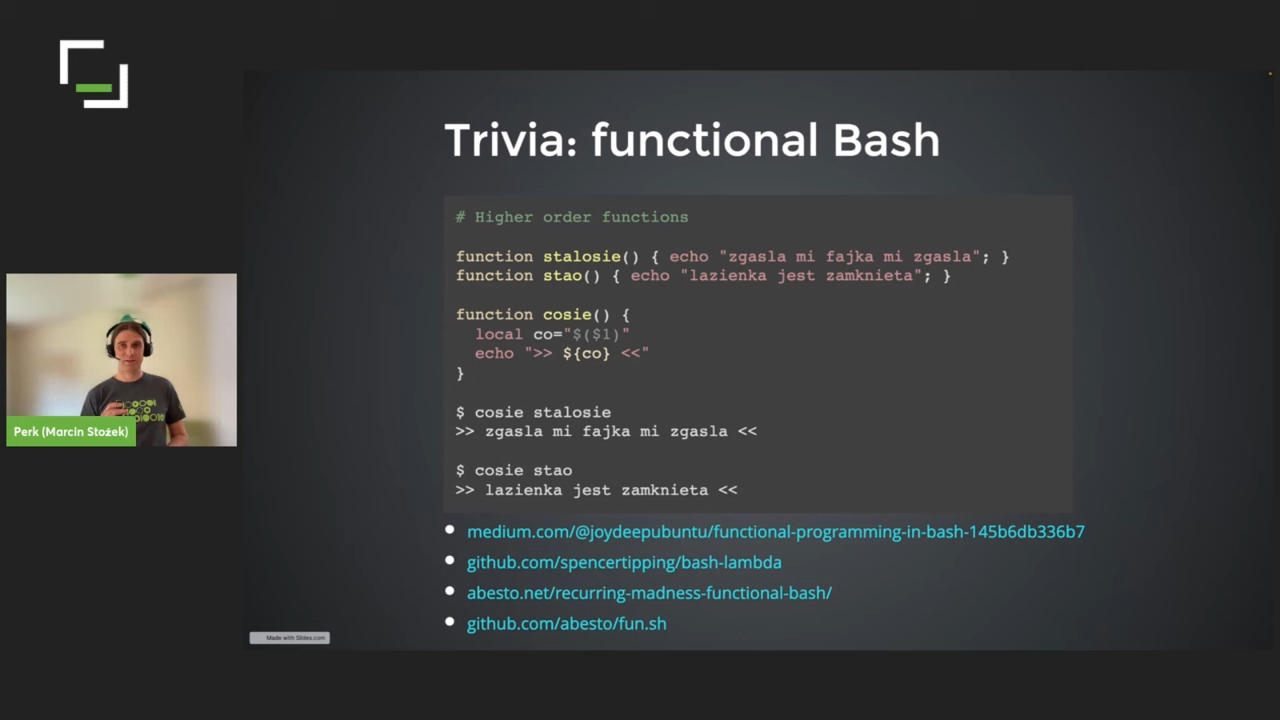 Trivia: functional Bash
# Higher order functions
function stalosie() { echo "zgasla mi fajka mi zgasla"; }
function stao() { echo "lazienka jest zamknieta"; }
function cosie() {
local co="$($1)"
echo ">> ${co} <<"
}
$ cosie stalosie
>> zgasla mi fajka mi zgasla <<
$ cosie stao
>> lazienka jest zamknieta <<
medium.com/@joydeepubuntu/functional-programming-in-bash-145b6db336b7
github.com/spencertipping/bash-lambda
abesto.net/recurring-madness-functional-bash/
github.com/abesto/fun.sh
Made with Slides.com
Perk (Marcin Stożek)